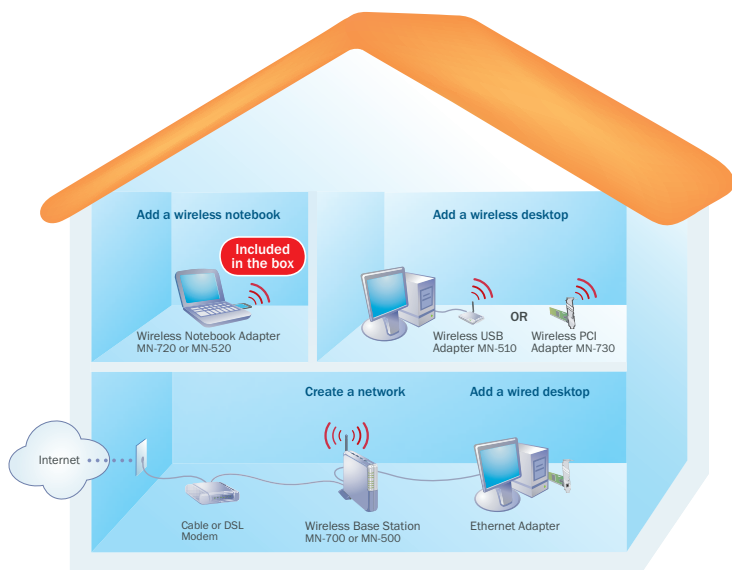 Add a wireless notebook
Included
in the box
Wireless Notebook Adapter
MN-720 or MN-520
Add a wireless desktop
OR
Wireless USB
Adapter MN-510
Wireless PCI
Adapter MN-730
Create a network
Add a wired desktop
Internet
Cable or DSL
Modem
Wireless Base Station
MN-700 or MN-500
Ethernet Adapter